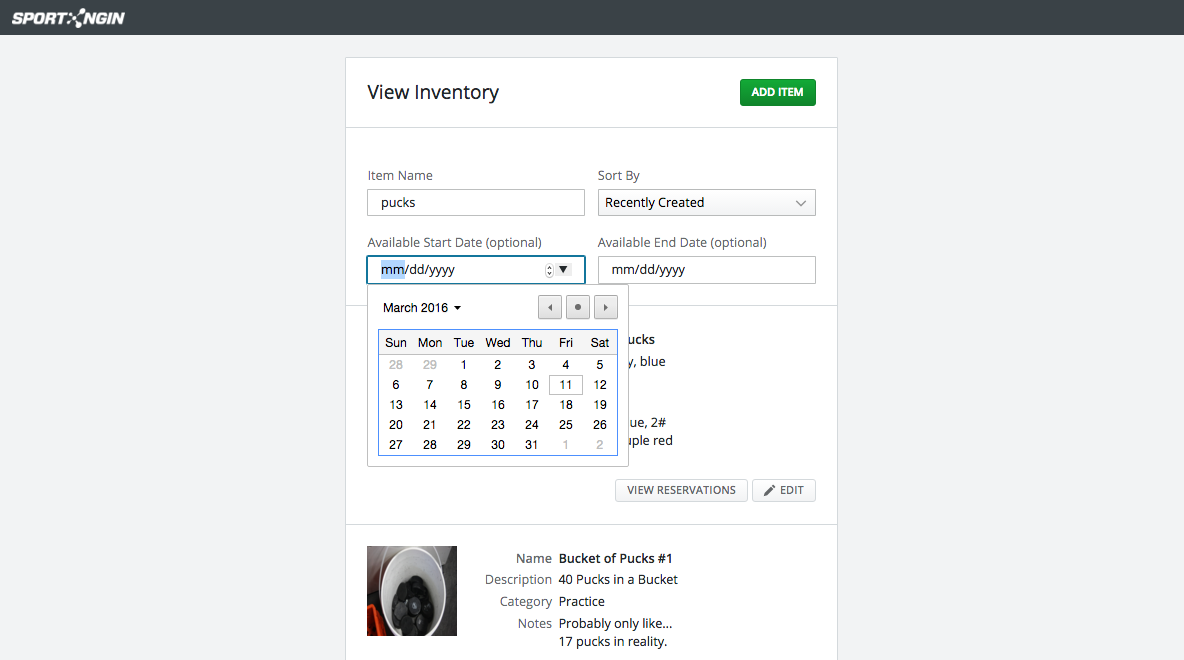 SPORT NGIN
View Inventory
ADD ITEM
Item Name
Sort By
pucks
Recently Created
Available Start Date (optional)
Available End Date (optional)
mm/dd/yyyy
mm/dd/yyyy
March 2016
Sun Mon Tue Wed Thu Fri Sat
28 29 1 2 3 4 5
6 7 8 9 10 11 12
13 14 15 16 17 18 19
20 21 22 23 24 25 26
27 28 29 30 31 1 2
ucks
y, blue
ue, 2#
uple red
VIEW RESERVATIONS
EDIT
Name Bucket of Pucks #1
Description 40 Pucks in a Bucket
Category Practice
Notes Probably only like...
17 pucks in reality.